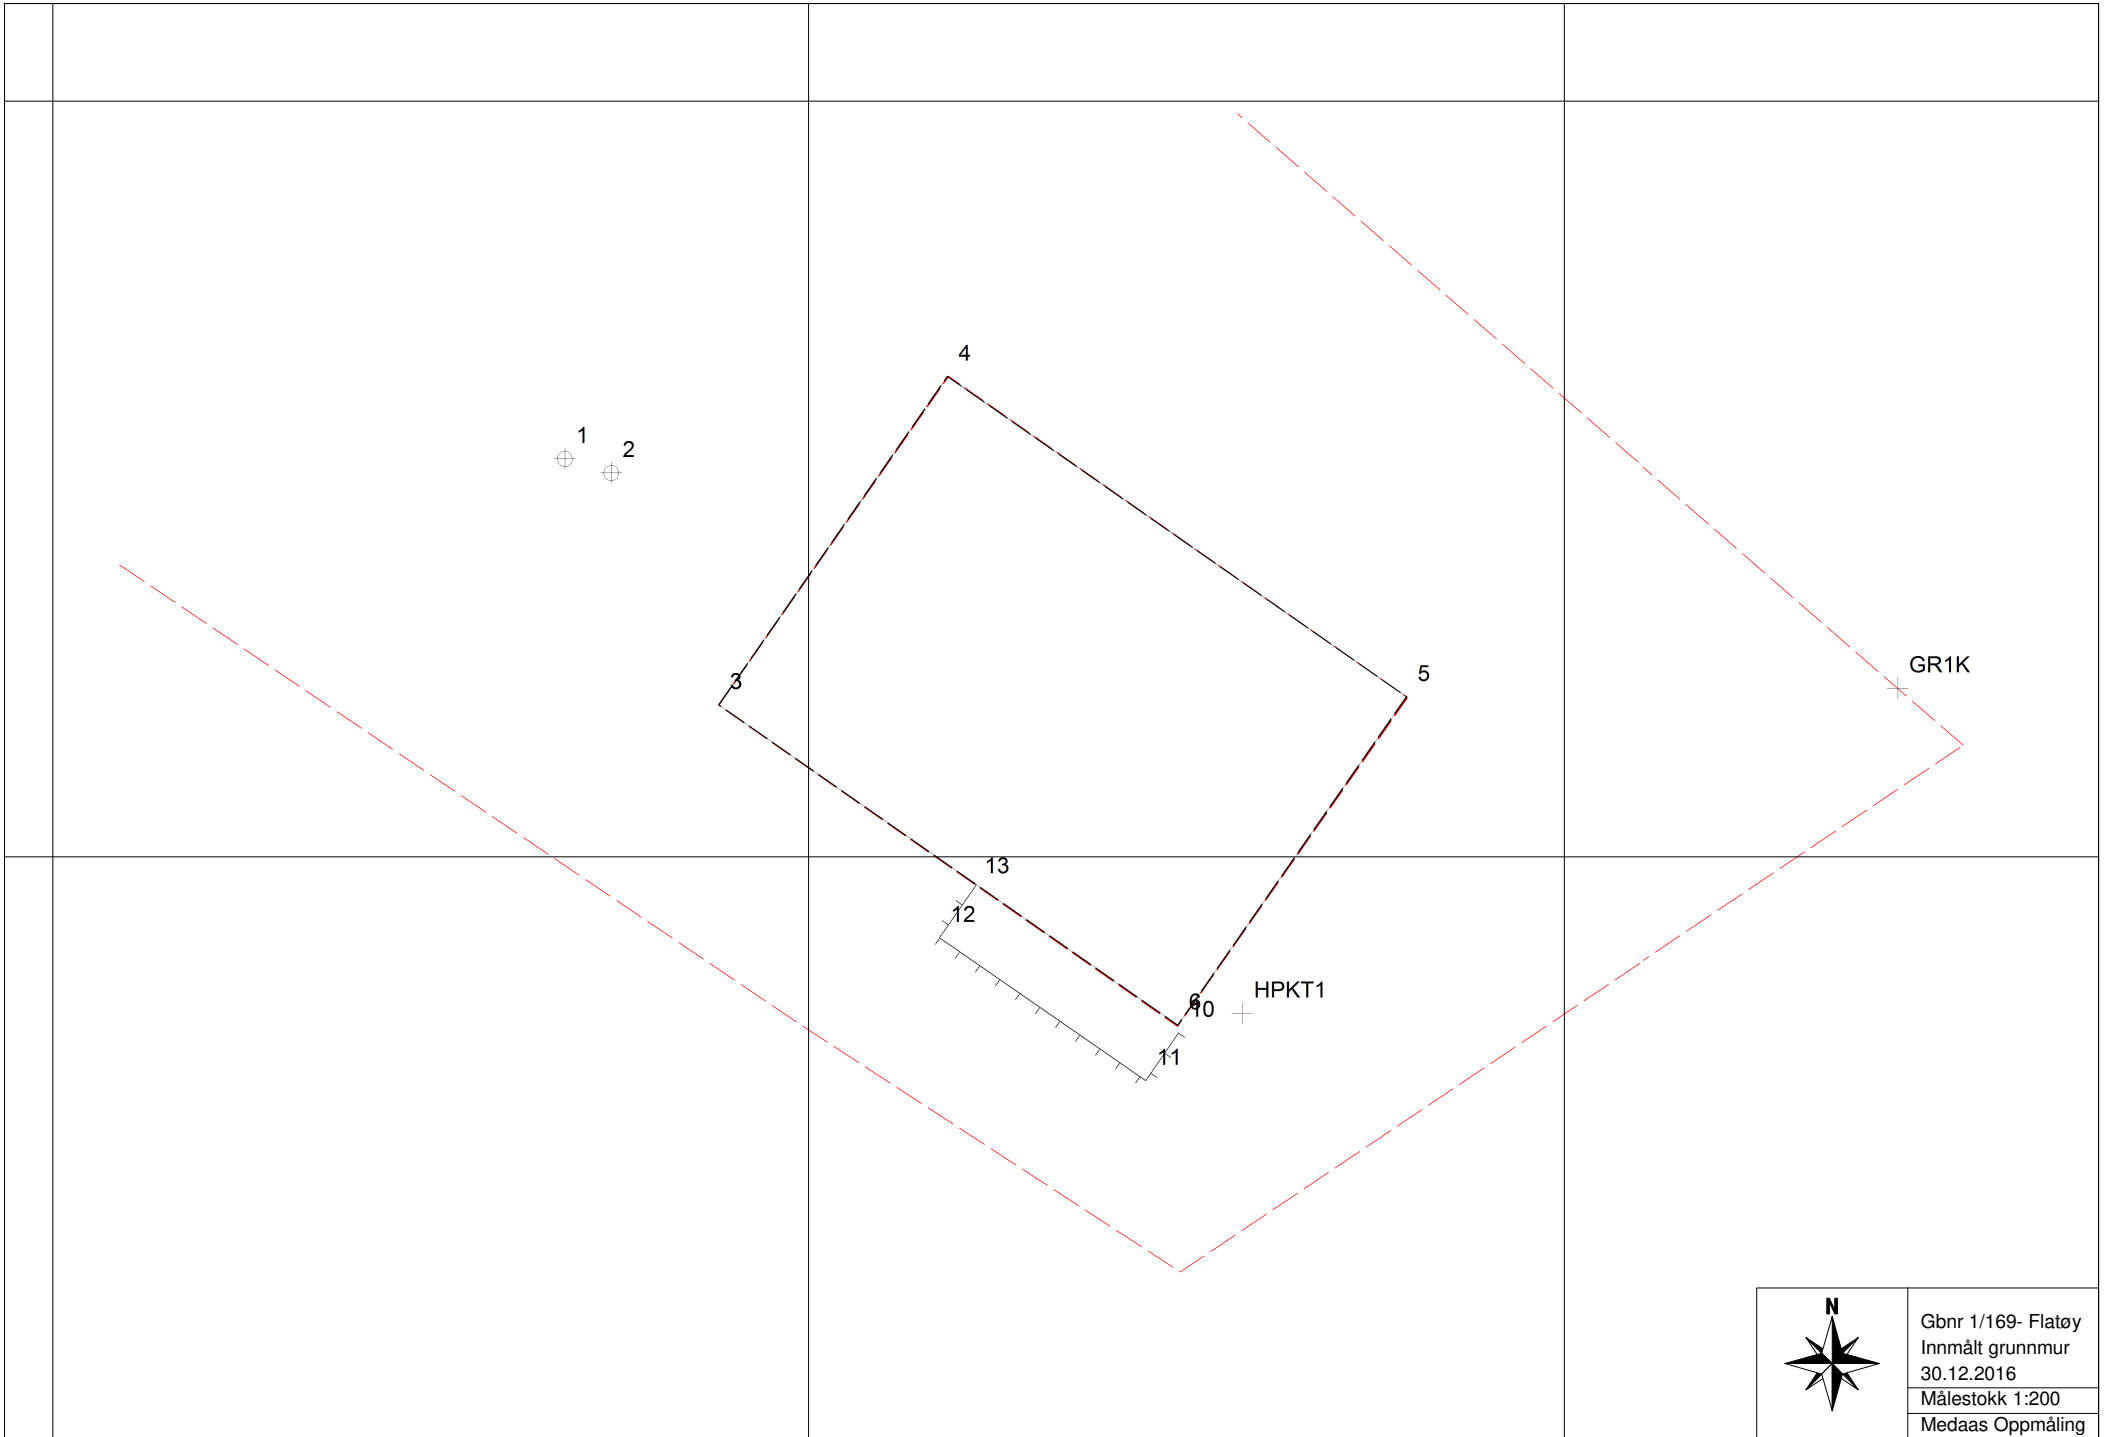 4
1
2
5
GR1K
3
13
12
HPKT1
6
10
11
N
Gbnr 1/169- Flatøy
Innmålt grunnmur
30.12.2016
Målestokk 1:200
Medaas Oppmåling